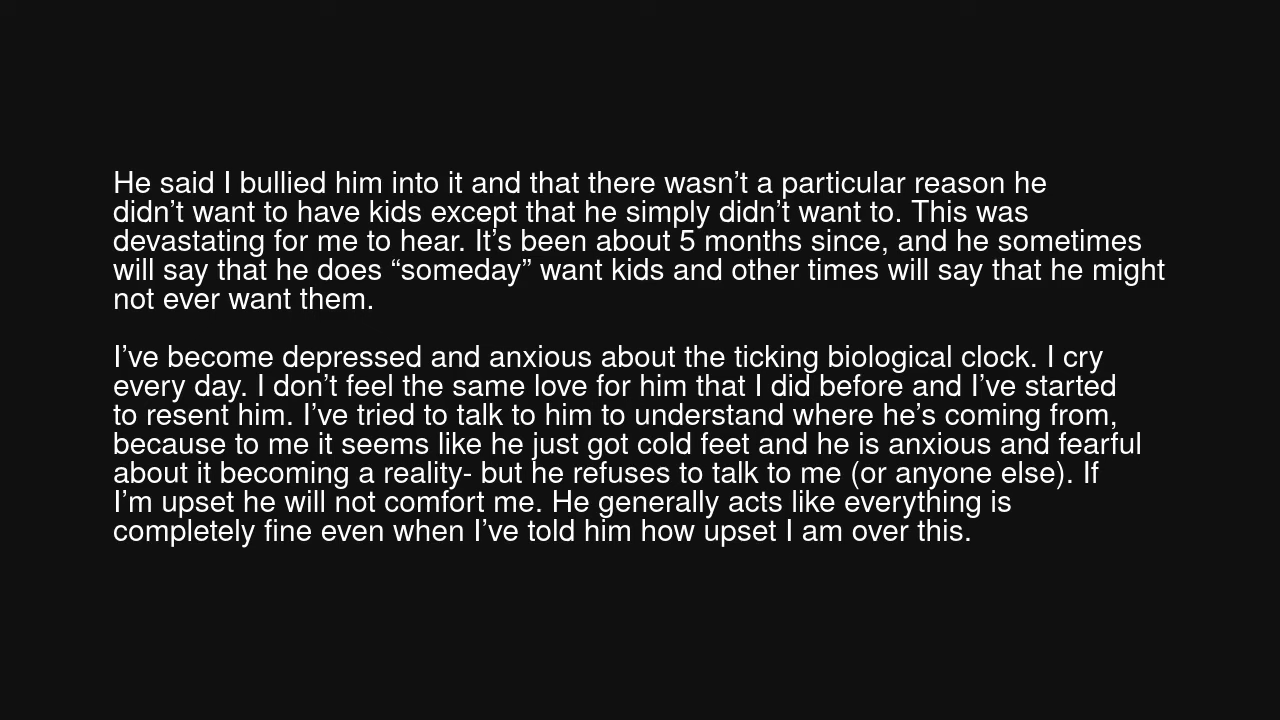 He said I bullied him into it and that there wasn’t a particular reason he
didn’t want to have kids except that he simply didn’t want to. This was
devastating for me to hear. It’s been about 5 months since, and he sometimes
will say that he does “someday” want kids and other times will say that he might
not ever want them.
I’ve become depressed and anxious about the ticking biological clock. I cry
every day. I don’t feel the same love for him that I did before and I’ve started
to resent him. I’ve tried to talk to him to understand where he’s coming from,
because to me it seems like he just got cold feet and he is anxious and fearful
about it becoming a reality- but he refuses to talk to me (or anyone else). If
I’m upset he will not comfort me. He generally acts like everything is
completely fine even when I’ve told him how upset I am over this.